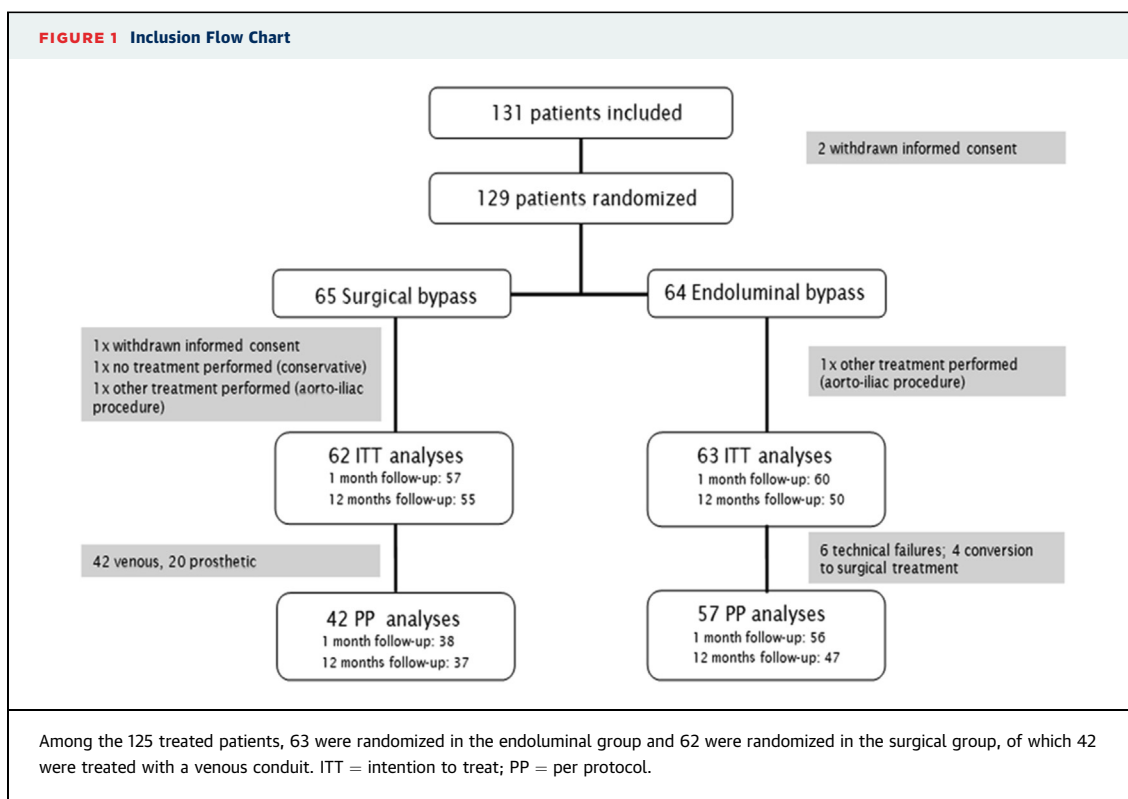 FIGURE 1 Inclusion Flow Chart
131 patients included
2 withdrawn informed consent
129 patients randomized
65 Surgical bypass
64 Endoluminal bypass
1x withdrawn informed consent
1x no treatment performed (conservative)
1x other treatment performed (aorto-iliac
procedure)
1x other treatment performed
(aorto-iliac procedure)
62 ITT analyses
1 month follow-up: 57
12 months follow-up: 55
63 ITT analyses
1 month follow-up: 60
12 months follow-up: 50
42 venous, 20 prosthetic
6 technical failures; 4 conversion
to surgical treatment
42 PP analyses
1 month follow-up: 38
12 months follow-up: 37
57 PP analyses
1 month follow-up: 56
12 months follow-up: 47
Among the 125 treated patients, 63 were randomized in the endoluminal group and 62 were randomized in the surgical group, of which 42
were treated with a venous conduit. ITT = intention to treat; PP = per protocol.